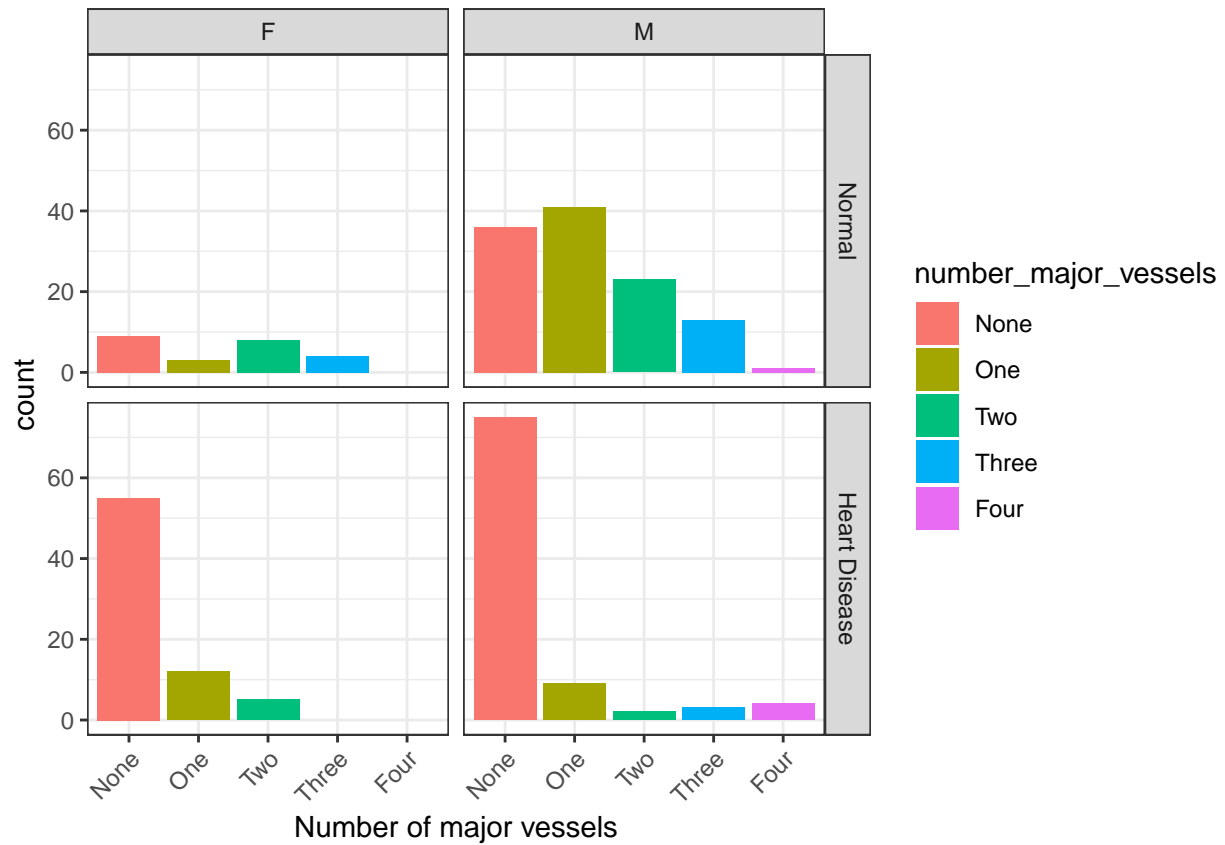 F
M
60
40
20
0
Normal
count
60
40
20
0
Heart Disease
None
One
Two
Three
Four
None
One
Two
Three
Four
Number of major vessels
number_major_vessels
None
One
Two
Three
Four